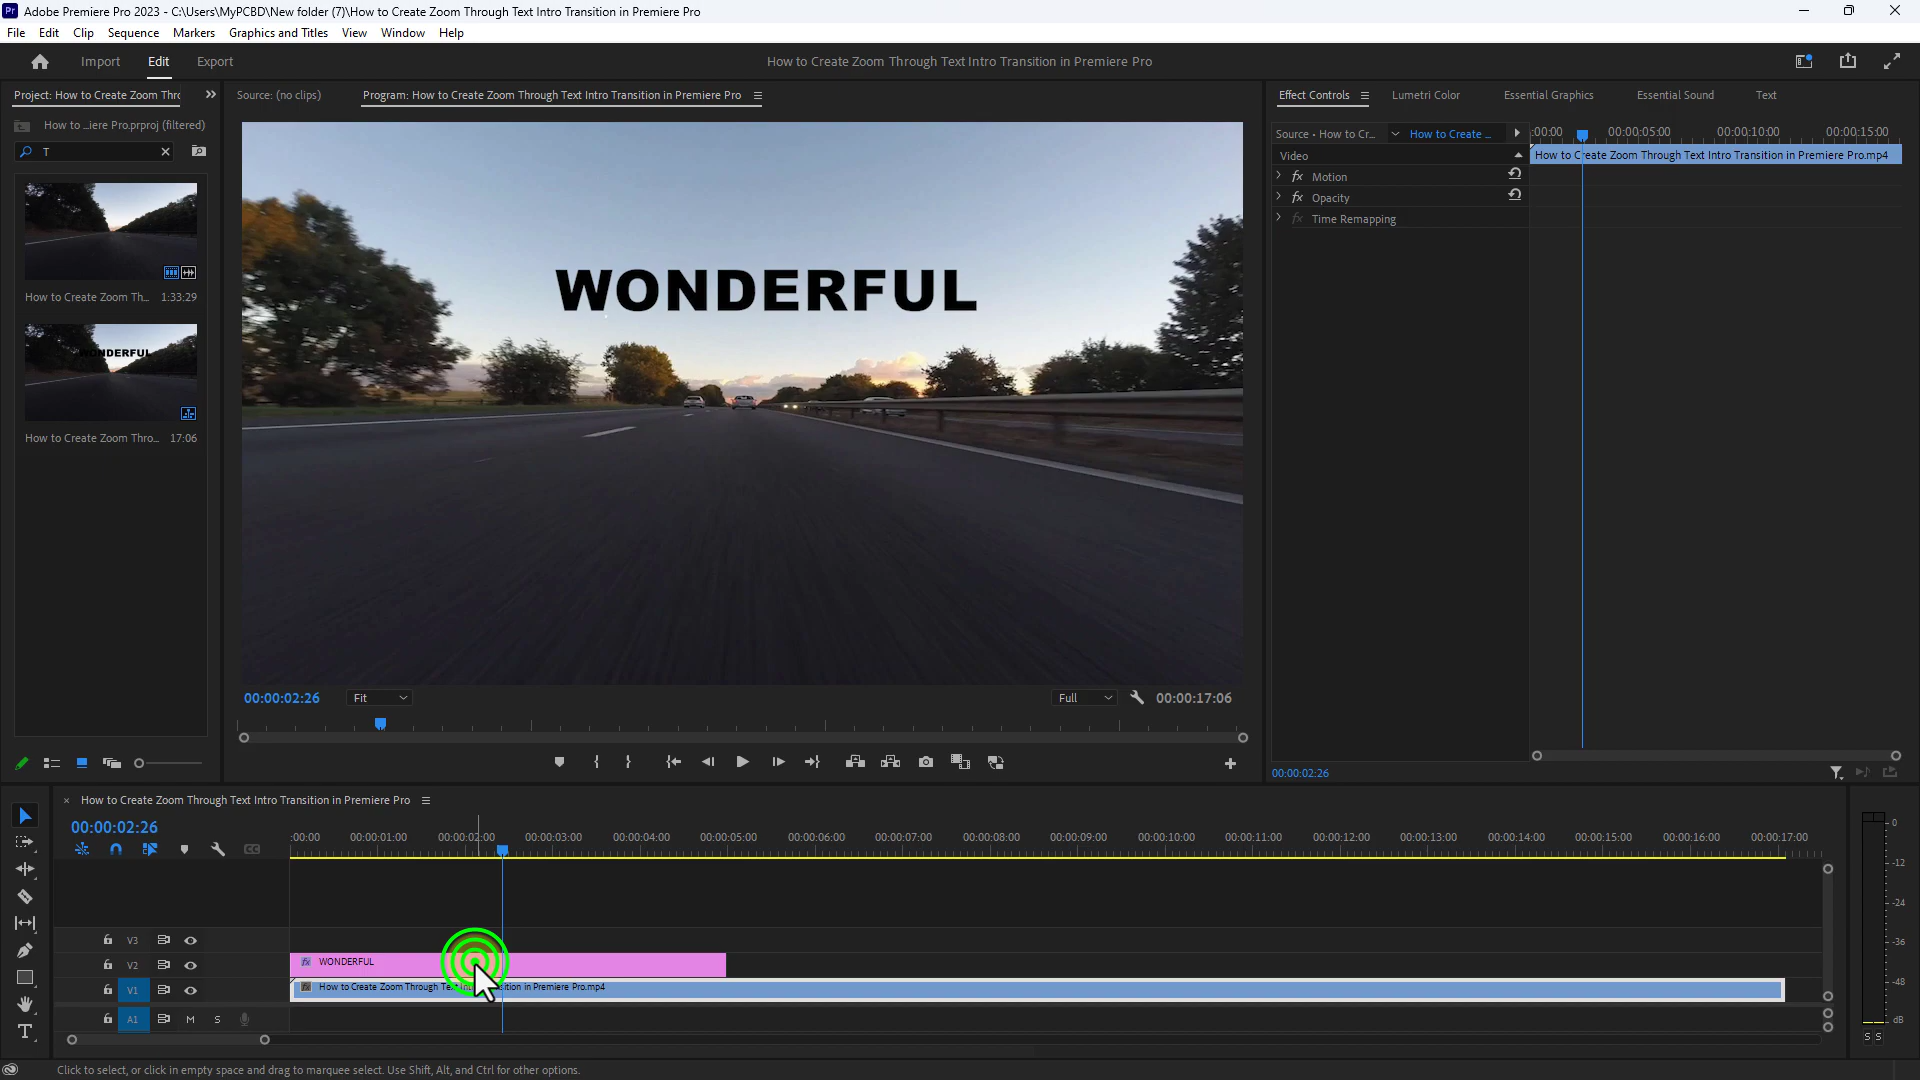 Adobe Premiere Pro 2023 - C:\Users\MyPCBD\New folder (7)\How to Create Zoom Through Text Intro Transition in Premiere Pro
File Edit Clip Sequence Markers Graphics and Titles View Window Help
Import Edit Export
How to Create Zoom Through Text Intro Transition in Premiere Pro
Project: How to Create Zoom Thro
Source: (no clips)
Program: How to Create Zoom Through Text Intro Transition in Premiere Pro
Effect Controls Lumetri Color Essential Graphics Essential Sound Text
How to ...iere Pro.prproj (filtered)
T
How to Create Zoom Th... 1:33:29
WONDERFUL
How to Create Zoom Thro... 17:06
WONDERFUL
Source • How to Cr... How to Create ...
:00:00 00:00:05:00 00:00:10:00 00:00:15:00
Video
How to Create Zoom Through Text Intro Transition in Premiere Pro.mp4
fx Motion
fx Opacity
fx Time Remapping
00:00:02:26 Fit Full 00:00:17:06
00:00:02:26
How to Create Zoom Through Text Intro Transition in Premiere Pro
00:00:02:26
:00:00 00:00:01:00 00:00:02:00 00:00:03:00 00:00:04:00 00:00:05:00 00:00:06:00 00:00:07:00 00:00:08:00 00:00:09:00 00:00:10:00 00:00:11:00 00:00:12:00 00:00:13:00 00:00:14:00 00:00:15:00 00:00:16:00 00:00:17:00
V3
V2 fx WONDERFUL
V1 fx How to Create Zoom Through Te sition in Premiere Pro.mp4
A1 M S
0
-12
-24
-36
-48
dB
S S
Click to select, or click in empty space and drag to marquee select. Use Shift, Alt, and Ctrl for other options.